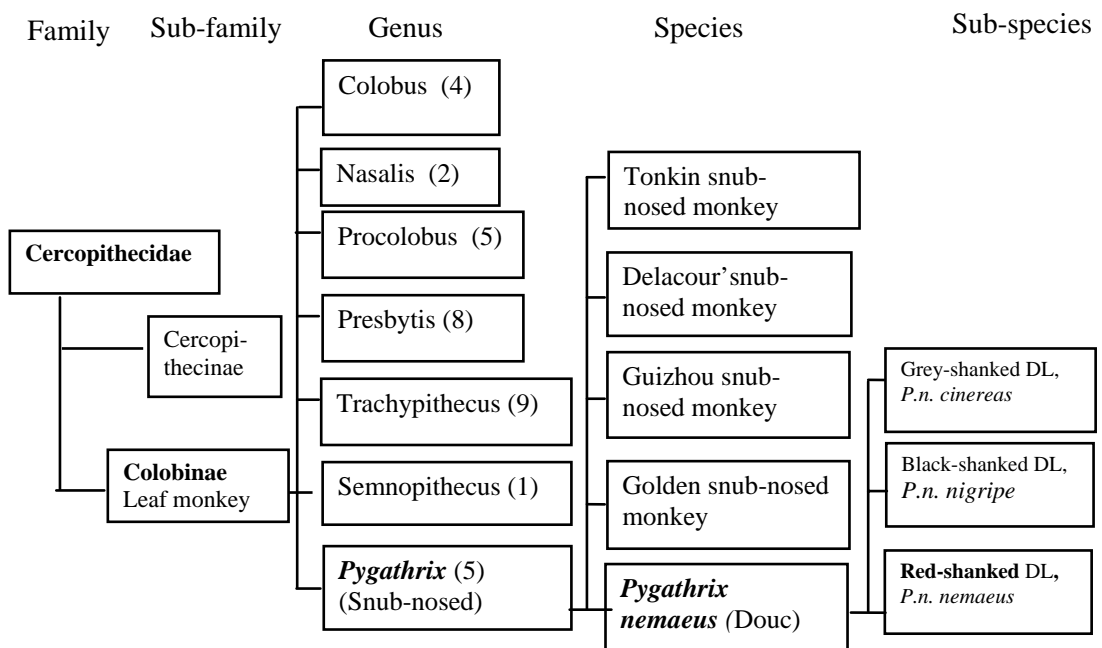 Family Sub-family Genus Species Sub-species
Colobus (4)
Nasalis (2)
Procolobus (5)
Presbytis (8)
Trachypithecus (9)
Semnopithecus (1)
Pygathrix (5)
(Snub-nosed)
Cercopithecidae
Cercopi-
thecinae
Colobinae
Leaf monkey
Tonkin snub-
nosed monkey
Delacour'snub-
nosed monkey
Guizhou snub-
nosed monkey
Golden snub-nosed
monkey
Pygathrix
nemaeus (Douc)
Grey-shanked DL,
P.n. cinereas
Black-shanked DL,
P.n. nigripe
Red-shanked DL,
P.n. nemaeus